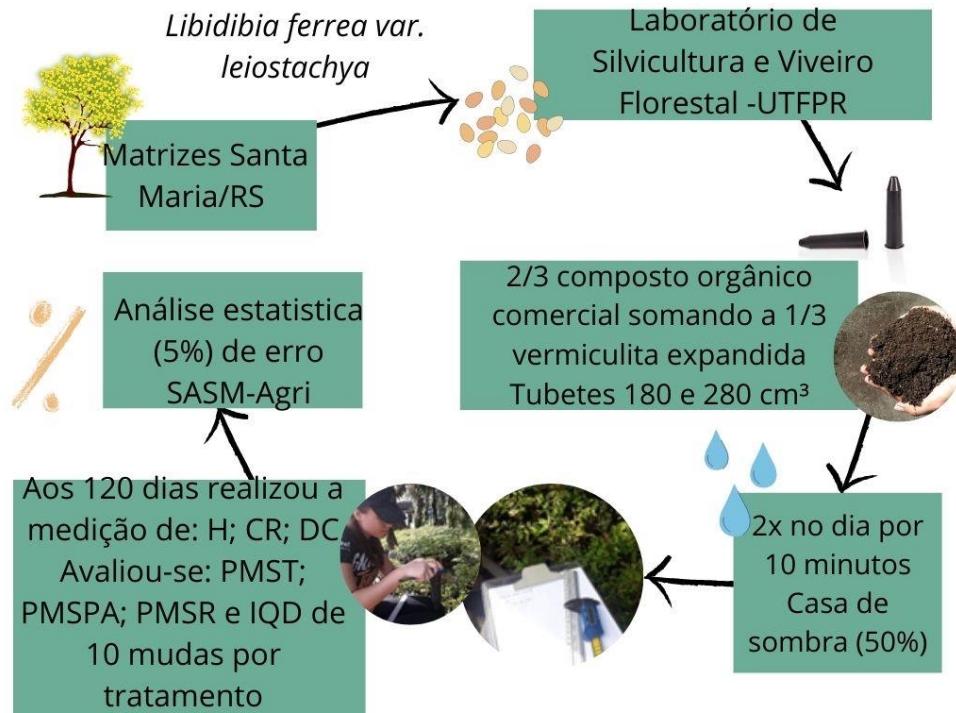 Libidibia ferrea var.
leiostachya
Matrizes Santa
Maria/RS
Laboratório de
Silvicultura e Viveiro
Florestal -UTFPR
2/3 composto orgânico
comercial somando a 1/3
vermiculita expandida
Tubetes 180 e 280 cm³
2x no dia por
10 minutos
Casa de
sombra (50%)
Aos 120 dias realizou a
medição de: H; CR; DC
Avaliou-se: PMST;
PMSPA; PMSR e IQD de
10 mudas por
tratamento
Análise estatistica
(5%) de erro
SASM-Agri
%